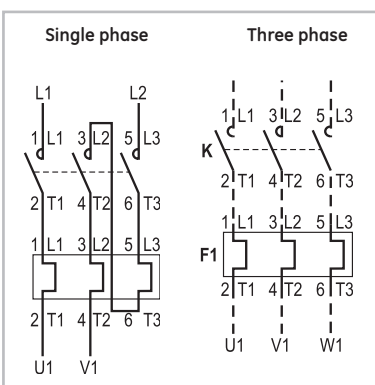 Single phase Three phase
L1 L2
1 L1 3 L2 5 L3 1 L1 3 L2 5 L3
K
2 T1 4 T2 6 T3 2 T1 4 T2 6 T3
1 L1 3 L2 5 L3 1 L1 3 L2 5 L3
F1
2 T1 4 T2 6 T3 2 T1 4 T2 6 T3
U1 V1 U1 V1 W1